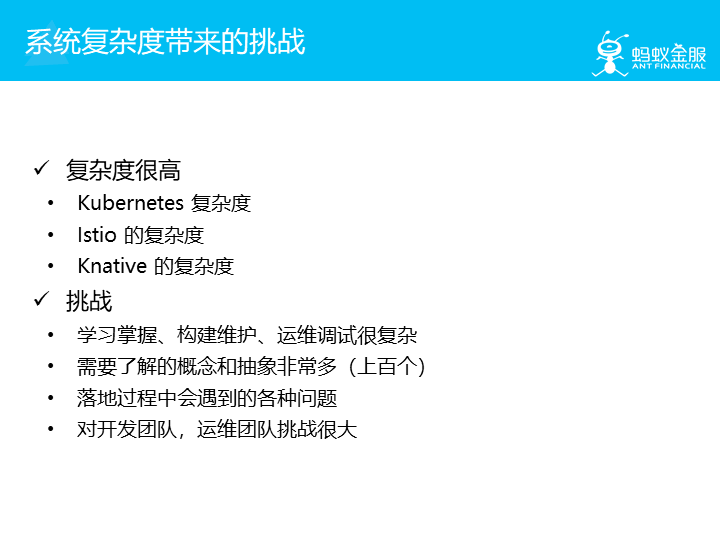 系统复杂度带来的挑战
蚂蚁金服
ANT FINANCIAL
✓ 复杂度很高
• Kubernetes 复杂度
• Istio 的复杂度
• Knative 的复杂度
✓ 挑战
• 学习掌握、构建维护、运维调试很复杂
• 需要了解的概念和抽象非常多（上百个）
• 落地过程中会遇到的各种问题
• 对开发团队，运维团队挑战很大